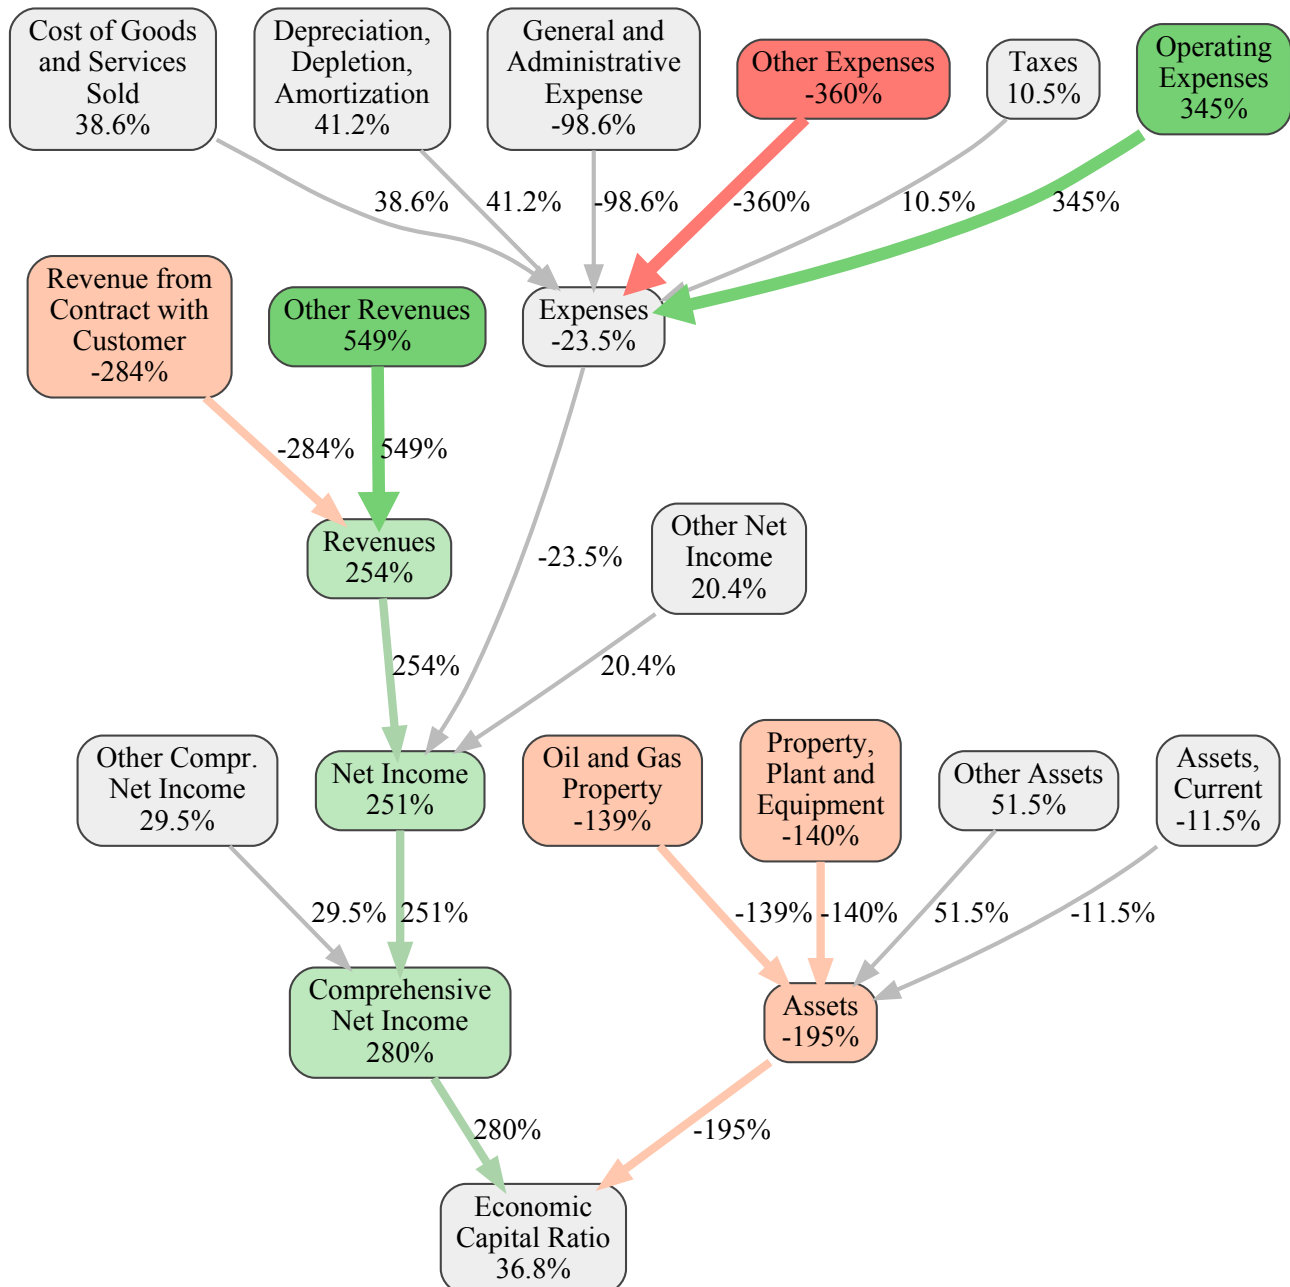 Cost of Goods
and Services
Sold
38.6%
Depreciation,
Depletion,
Amortization
41.2%
General and
Administrative
Expense
-98.6%
Other Expenses
-360%
Taxes
10.5%
Operating
Expenses
345%
38.6%
41.2%
-98.6%
-360%
10.5%
345%
Revenue from
Contract with
Customer
-284%
Other Revenues
549%
Expenses
-23.5%
-284%
549%
-23.5%
Revenues
254%
Other Net
Income
20.4%
254%
20.4%
Other Compr.
Net Income
29.5%
Net Income
251%
Oil and Gas
Property
-139%
Property,
Plant and
Equipment
-140%
Other Assets
51.5%
Assets,
Current
-11.5%
29.5%
251%
-139%
-140%
51.5%
-11.5%
Comprehensive
Net Income
280%
Assets
-195%
280%
-195%
Economic
Capital Ratio
36.8%